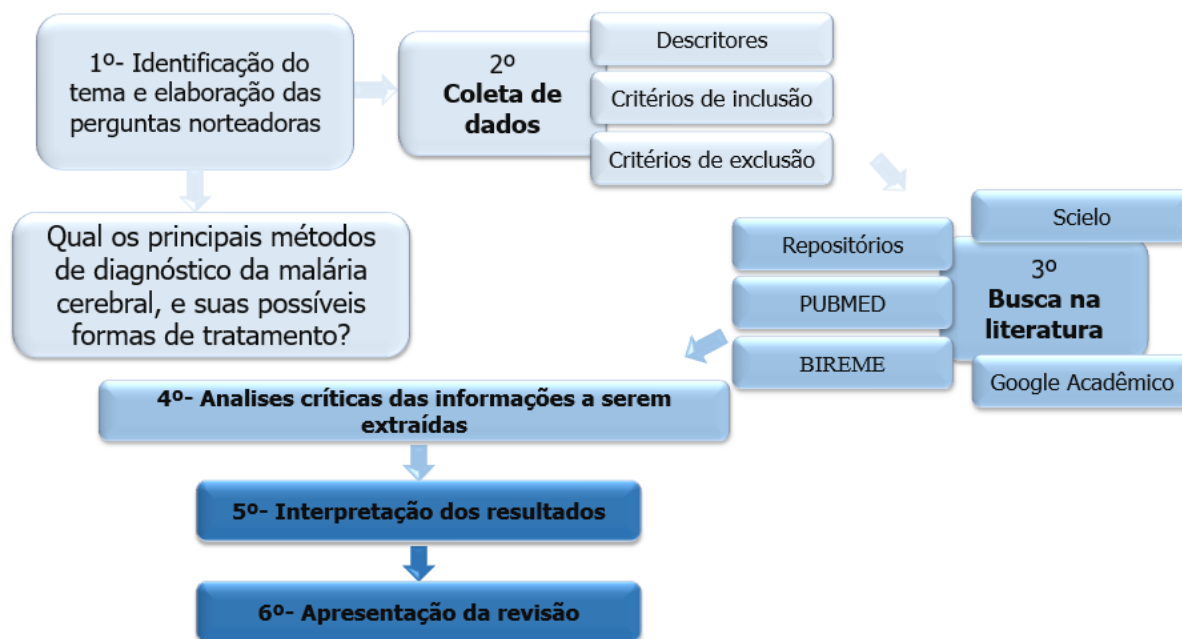 1º- Identificação do
tema e elaboração das
perguntas norteadoras
2º
Coleta de
dados
Descritores
Critérios de inclusão
Critérios de exclusão
Qual os principais métodos
de diagnóstico da malária
cerebral, e suas possíveis
formas de tratamento?
3º
Busca na
literatura
Scielo
Repositórios
PUBMED
BIREME
Google Acadêmico
4º- Analises críticas das informações a serem
extraídas
5º- Interpretação dos resultados
6º- Apresentação da revisão